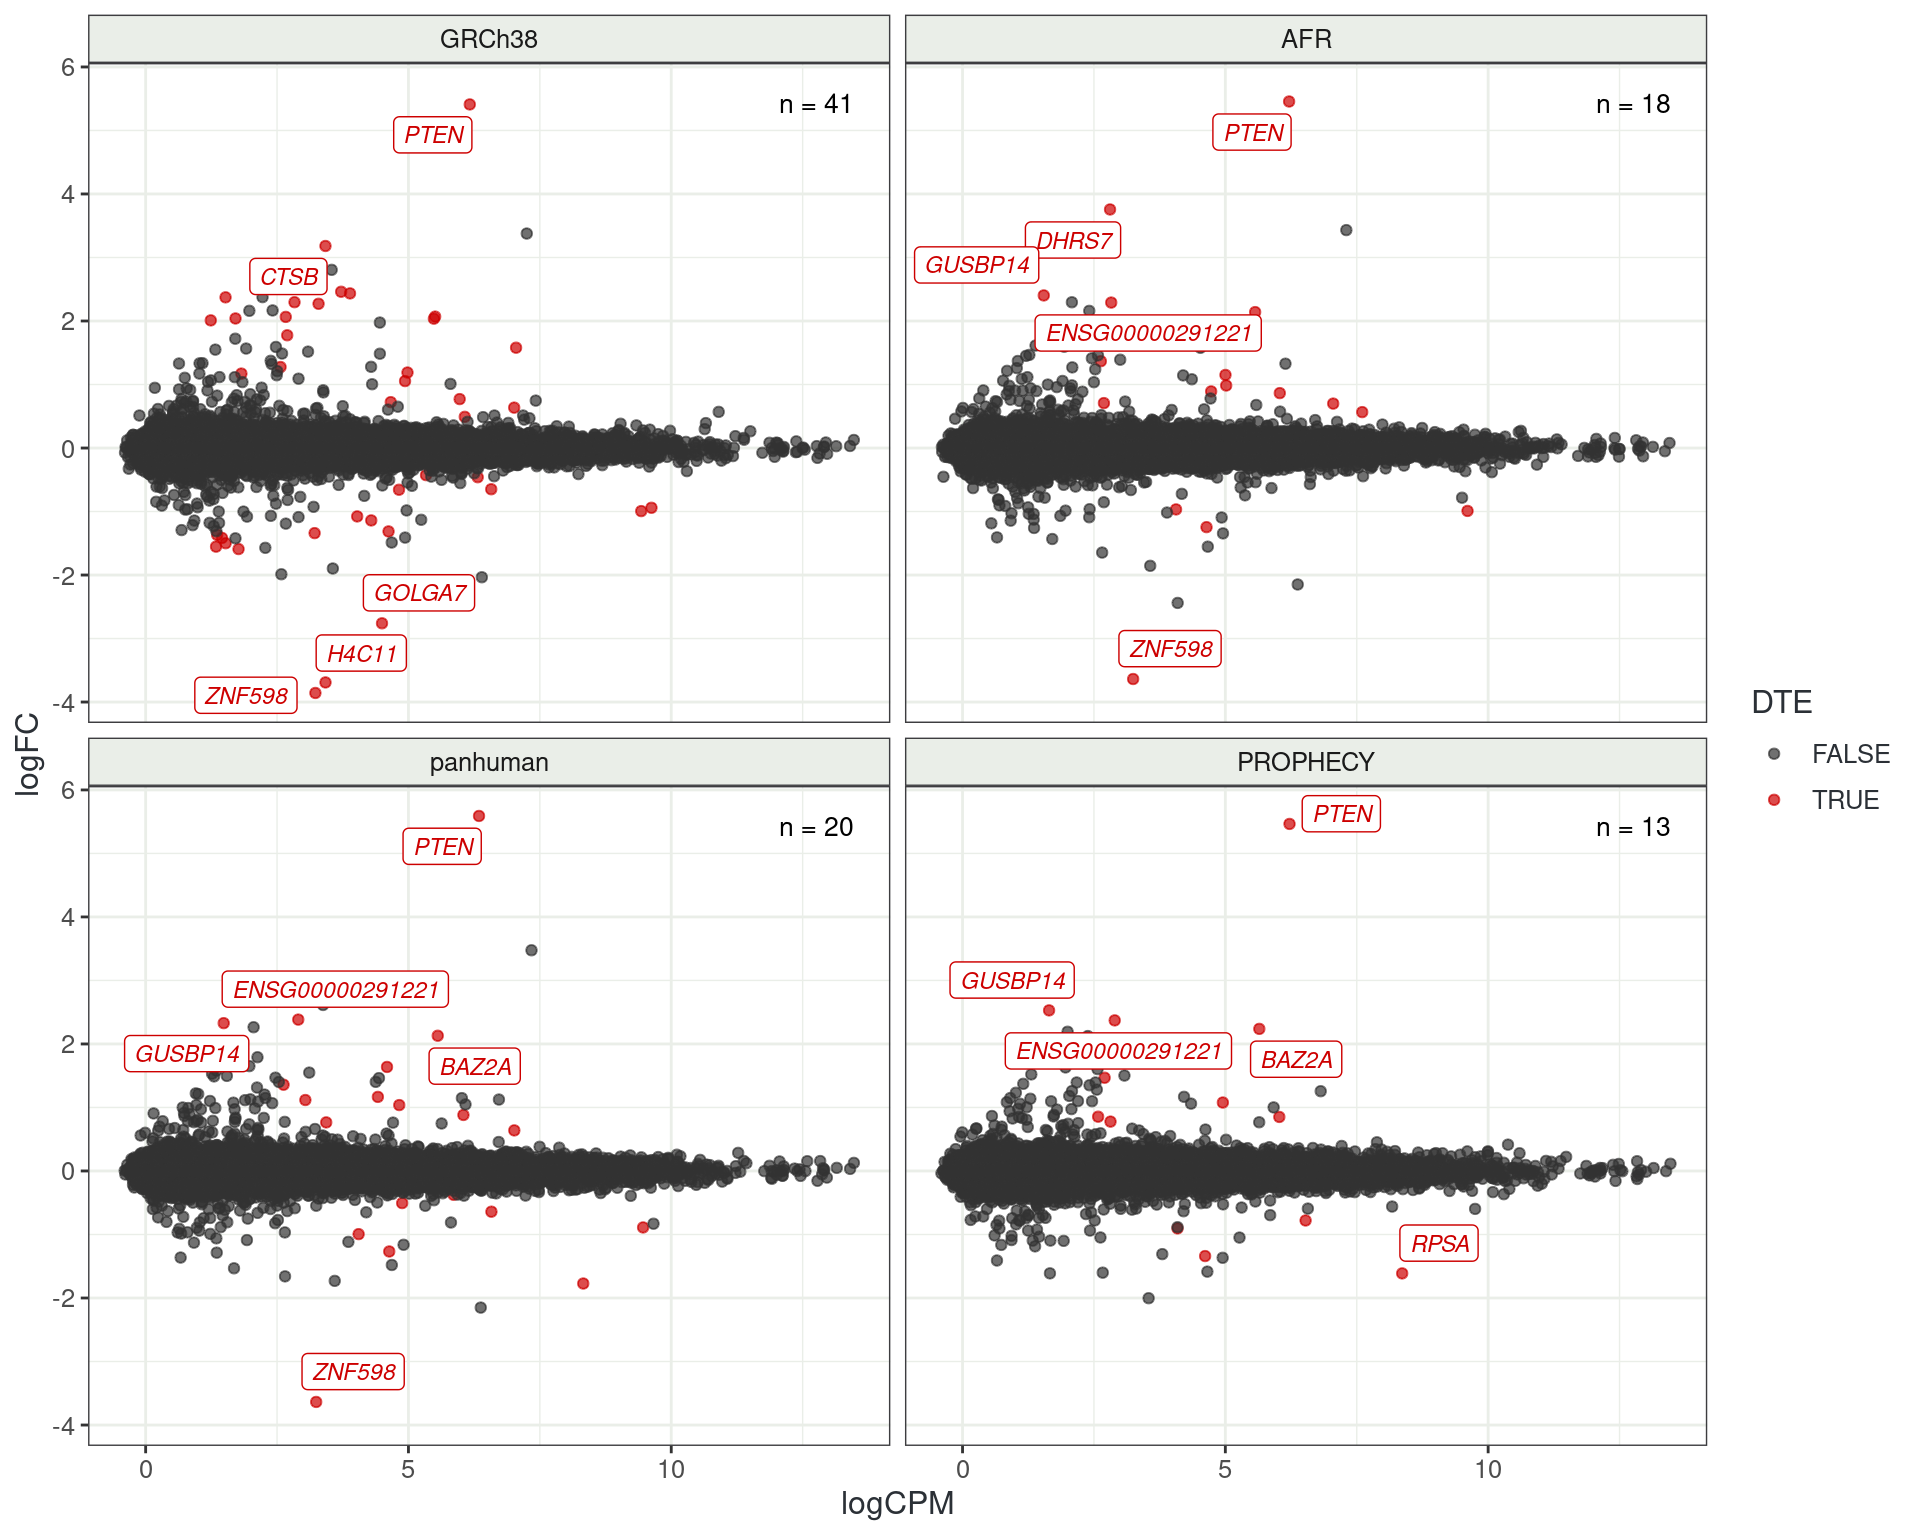 GRCh38
AFR
6
4
2
0
-2
-4
n = 41
PTEN
CTSB
GOLGA7
H4C11
ZNF598
n = 18
PTEN
DHRS7
GUSBP14
ENSG00000291221
ZNF598
logFC
panhuman
PROPHECY
6
4
2
0
-2
-4
n = 20
PTEN
ENSG00000291221
GUSBP14
BAZ2A
ZNF598
PTEN
n = 13
GUSBP14
ENSG00000291221
BAZ2A
RPSA
0
5
10
0
5
10
logCPM
DTE
FALSE
TRUE